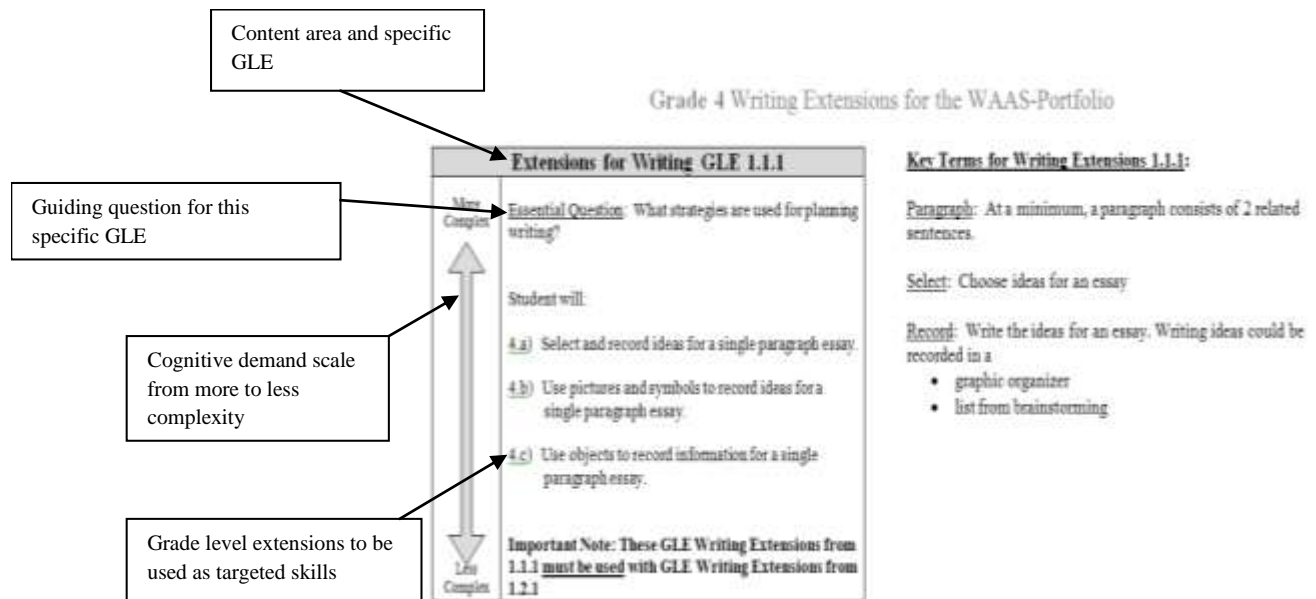 Content area and specific
GLE
Grade 4 Writing Extensions for the WAAS-Portfolio
Extensions for Writing GLE 1.1.1
Guiding question for this
specific GLE
More
Complex
Essential Question: What strategies are used for planning
writing?
Student will:
4.a) Select and record ideas for a single paragraph essay.
4.b) Use pictures and symbols to record ideas for a
single paragraph essay.
4.c) Use objects to record information for a single
paragraph essay.
Important Note: These GLE Writing Extensions from
1.1.1 must be used with GLE Writing Extensions from
1.2.1
Less
Complex
Cognitive demand scale
from more to less
complexity
Grade level extensions to be
used as targeted skills
Key Terms for Writing Extensions 1.1.1:
Paragraph: At a minimum, a paragraph consists of 2 related
sentences.
Select: Choose ideas for an essay
Record: Write the ideas for an essay. Writing ideas could be
recorded in a
• graphic organizer
• list from brainstorming